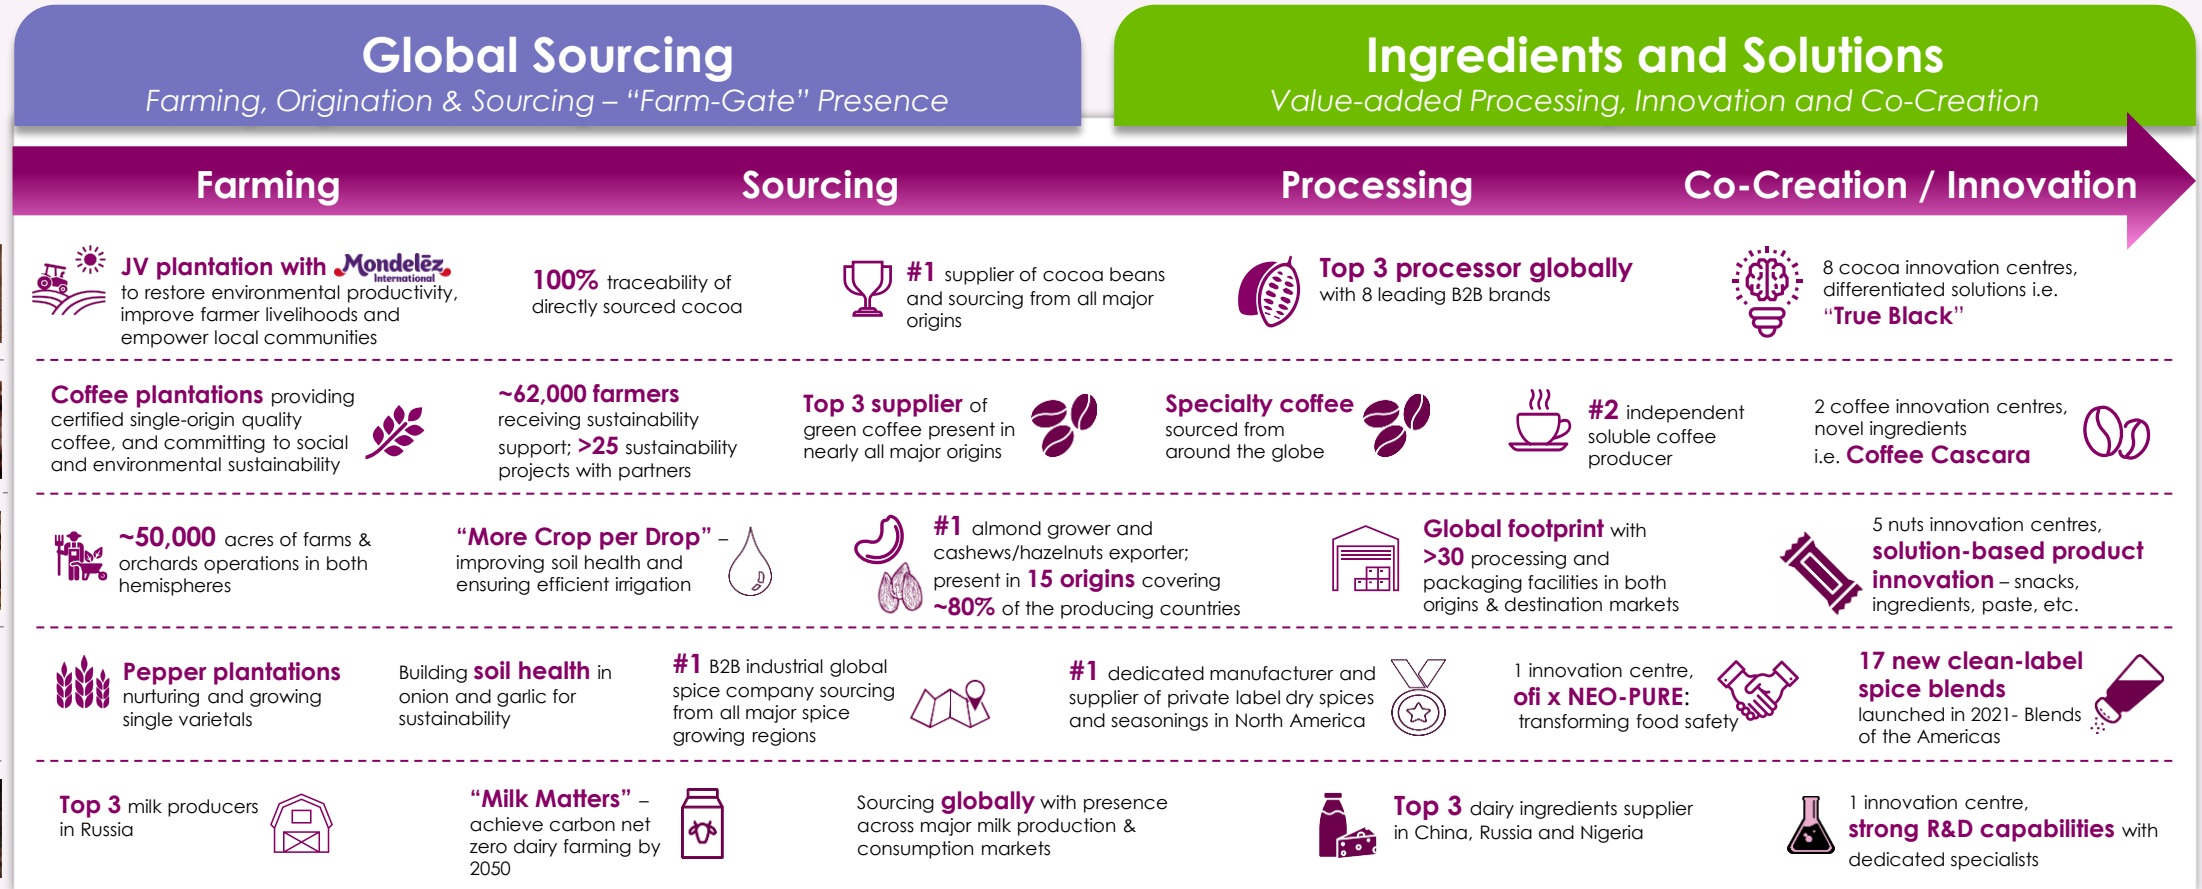 Global Sourcing
Farming, Origination & Sourcing – “Farm-Gate” Presence
Ingredients and Solutions
Value-added Processing, Innovation and Co-Creation
Farming
Sourcing
Processing
Co-Creation / Innovation
JV plantation with Mondelēz,
International
to restore environmental productivity,
improve farmer livelihoods and
empower local communities
100% traceability of
directly sourced cocoa
#1 supplier of cocoa beans
and sourcing from all major
origins
Top 3 processor globally
with 8 leading B2B brands
8 cocoa innovation centres,
differentiated solutions i.e.
“True Black”
Coffee plantations providing
certified single-origin quality
coffee, and committing to social
and environmental sustainability
~62,000 farmers
receiving sustainability
support; >25 sustainability
projects with partners
Top 3 supplier of
green coffee present in
nearly all major origins
Specialty coffee
sourced from
around the globe
#2 independent
soluble coffee
producer
2 coffee innovation centres,
novel ingredients
i.e. Coffee Cascara
~50,000 acres of farms &
orchards operations in both
hemispheres
“More Crop per Drop” –
improving soil health and
ensuring efficient irrigation
#1 almond grower and
cashews/hazelnuts exporter;
present in 15 origins covering
~80% of the producing countries
Global footprint with
>30 processing and
packaging facilities in both
origins & destination markets
5 nuts innovation centres,
solution-based product
innovation – snacks,
ingredients, paste, etc.
Pepper plantations
nurturing and growing
single varietals
Building soil health in
onion and garlic for
sustainability
#1 B2B industrial global
spice company sourcing
from all major spice
growing regions
#1 dedicated manufacturer and
supplier of private label dry spices
and seasonings in North America
1 innovation centre,
ofi x NEO-PURE:
transforming food safety
17 new clean-label
spice blends
launched in 2021- Blends
of the Americas
Top 3 milk producers
in Russia
“Milk Matters” –
achieve carbon net
zero dairy farming by
2050
Sourcing globally with presence
across major milk production &
consumption markets
Top 3 dairy ingredients supplier
in China, Russia and Nigeria
1 innovation centre,
strong R&D capabilities with
dedicated specialists